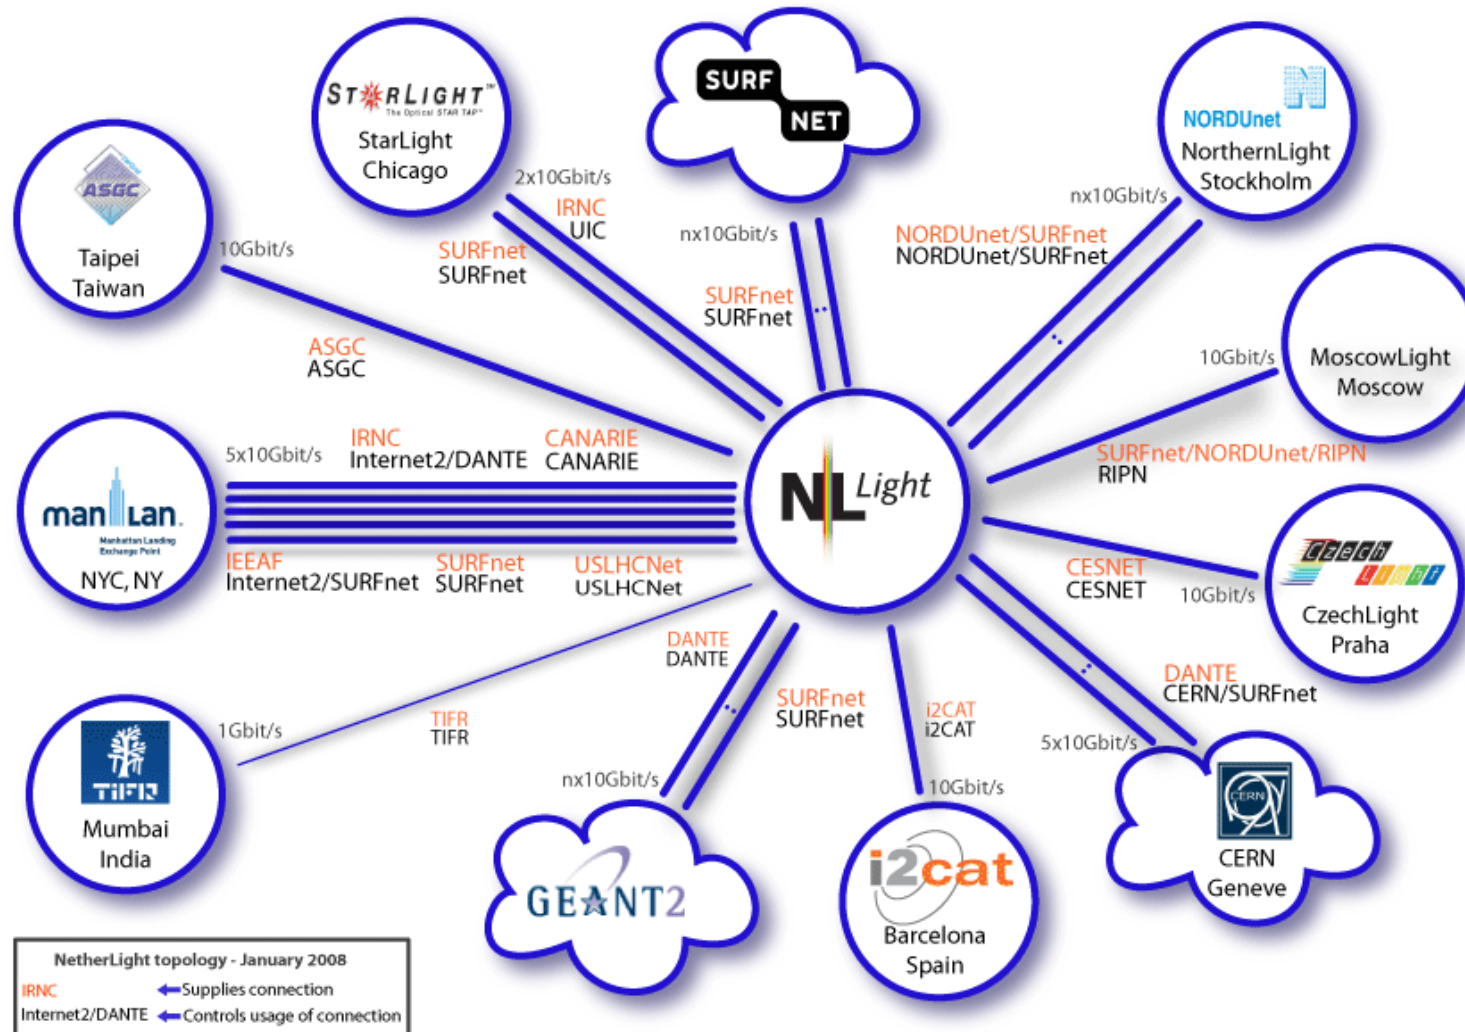 STARLIGHT™
The Optical STAR TAP™
StarLight
Chicago
SURF
NET
NORDUnet
NorthernLight
Stockholm
ASGC
Taipei
Taiwan
10Gbit/s
2x10Gbit/s
IRNC
UIC
SURFnet
SURFnet
nx10Gbit/s
SURFnet
SURFnet
nx10Gbit/s
NORDUnet/SURFnet
NORDUnet/SURFnet
MoscowLight
Moscow
10Gbit/s
SURFnet/NORDUnet/RIPN
RIPN
ASGC
ASGC
man Lan.
Manhattan Landing
Exchange Point
NYC, NY
5x10Gbit/s
IRNC
Internet2/DANTE
CANARIE
CANARIE
IEEAF
Internet2/SURFnet
SURFnet
SURFnet
USLHCNet
USLHCNet
NL Light
CESNET
CESNET
10Gbit/s
Czech
Light
CzechLight
Praha
TIFR
Mumbai
India
1Gbit/s
TIFR
TIFR
DANTE
DANTE
SURFnet
SURFnet
nx10Gbit/s
GEANT2
i2CAT
i2CAT
10Gbit/s
i2cat
Barcelona
Spain
DANTE
CERN/SURFnet
5x10Gbit/s
CERN
CERN
Geneve
NetherLight topology - January 2008
IRNC Supplies connection
Internet2/DANTE Controls usage of connection